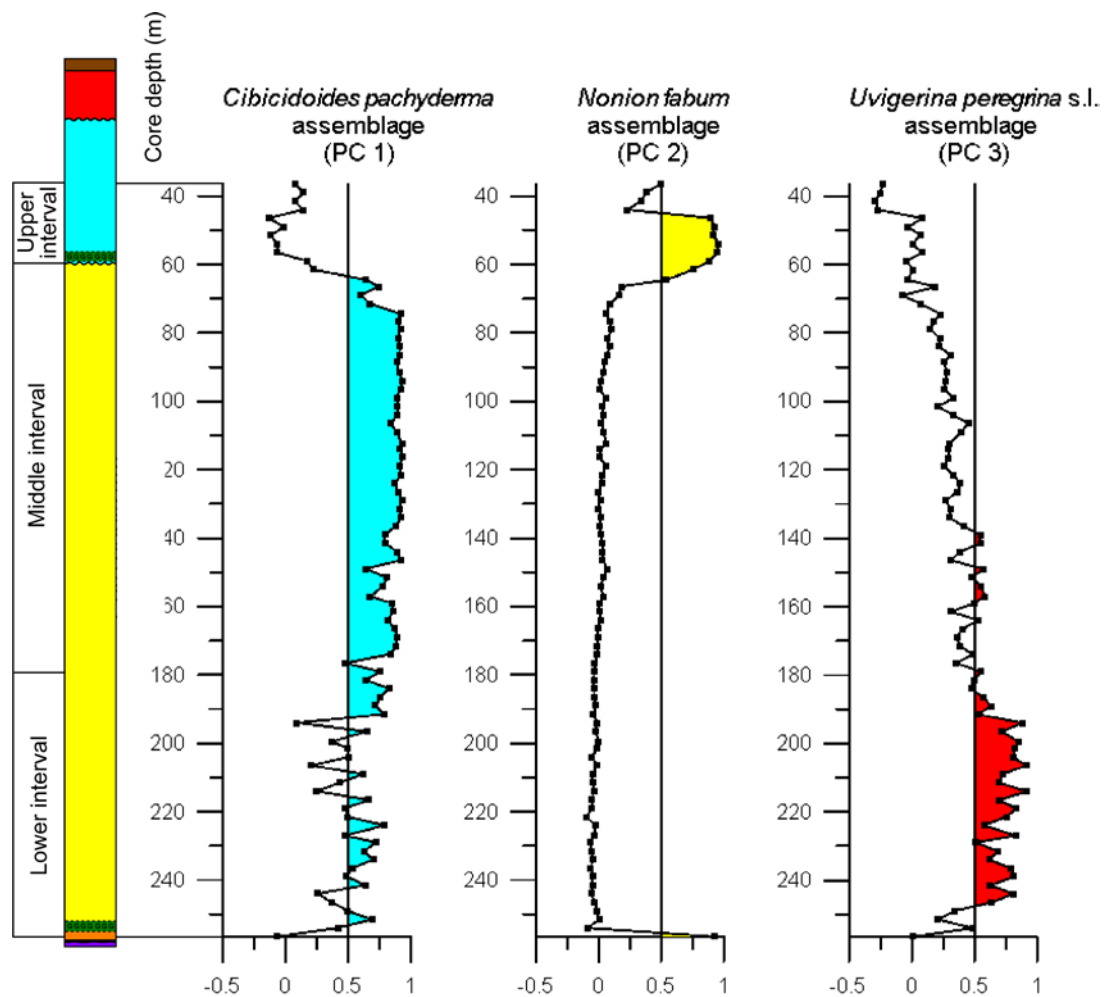 Core depth (m)
Cibicidoides pachyderma
assemblage
(PC 1)
Nonion fabum
assemblage
(PC 2)
Uvigerina peregrina s.l.
assemblage
(PC 3)
Upper
interval
Middle interval
Lower interval
40
60
80
100
20
40
60
180
200
220
240
-0.5 0 0.5 1
40
60
80
100
120
140
160
180
200
220
240
-0.5 0 0.5 1
40
60
80
100
120
140
160
180
200
220
240
-0.5 0 0.5 1